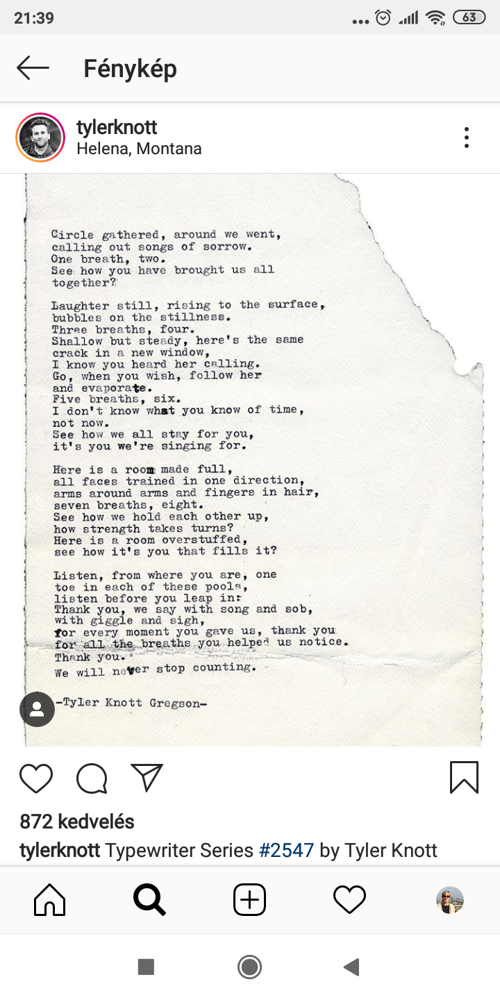 21:39
63
Fénykép
tylerknott
Helena, Montana
Circle gathered, around we went,
calling out songs of sorrow.
One breath, two.
See how you have brought us all
together?
Laughter still, rising to the surface,
bubbles on the stillness.
Three breaths, four.
Shallow but steady, here's the same
crack in a new window,
I know you heard her calling.
Go, when you wish, follow her
and evaporate.
Five breaths, six.
I don't know what you know of time,
not now.
See how we all stay for you,
it's you we're singing for.
Here is a room made full,
all faces trained in one direction,
arms around arms and fingers in hair,
seven breaths, eight.
See how we hold each other up,
how strength takes turns?
Here is a room overstuffed,
see how it's you that fills it?
Listen, from where you are, one
toe in each of these pools,
listen before you leap in:
Thank you, we say with song and sob,
with giggle and sigh,
for every moment you gave us, thank you
for all the breaths you helped us notice.
Thank you.
We will never stop counting.
-Tyler Knott Gregson-
872 kedvelés
tylerknott Typewriter Series #2547 by Tyler Knott